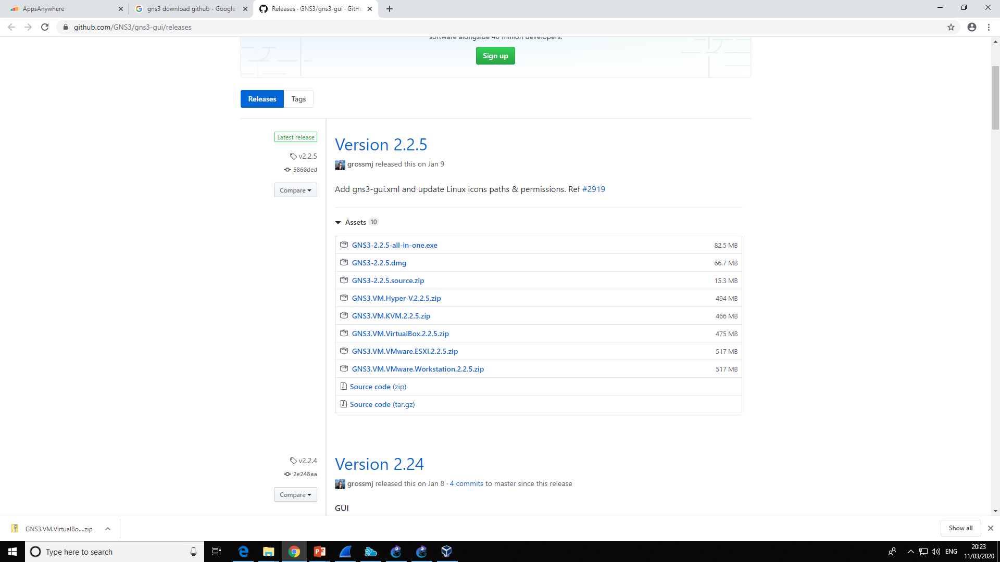 AppsAnywhere
gns3 download github - Google
Releases · GNS3/gns3-gui · GitHu
github.com/GNS3/gns3-gui/releases
software alongside 40 million developers.
Sign up
Releases
Tags
Latest release
v2.2.5
5860ded
Compare
Version 2.2.5
grossmj released this on Jan 9
Add gns3-gui.xml and update Linux icons paths & permissions. Ref #2919
Assets 10
GNS3-2.2.5-all-in-one.exe 82.5 MB
GNS3-2.2.5.dmg 66.7 MB
GNS3-2.2.5.source.zip 15.3 MB
GNS3.VM.Hyper-V.2.2.5.zip 494 MB
GNS3.VM.KVM.2.2.5.zip 466 MB
GNS3.VM.VirtualBox.2.2.5.zip 475 MB
GNS3.VM.VMware.ESXI.2.2.5.zip 517 MB
GNS3.VM.VMware.Workstation.2.2.5.zip 517 MB
Source code (zip)
Source code (tar.gz)
v2.2.4
2e248aa
Compare
Version 2.24
grossmj released this on Jan 8 · 4 commits to master since this release
GUI
GNS3.VM.VirtualBo....zip
Show all
Type here to search
ENG
20:23
11/03/2020